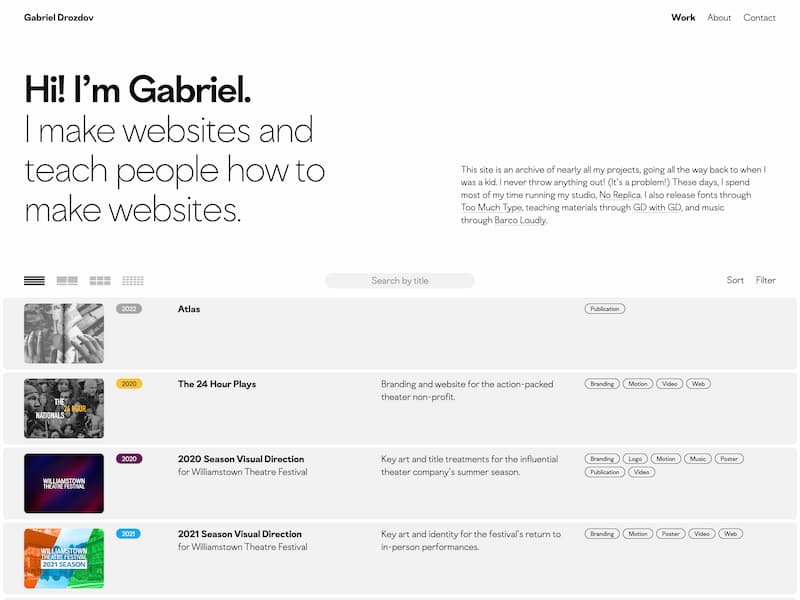 Gabriel Drozdov
Work About Contact
Hi! I'm Gabriel.
I make websites and
teach people how to
make websites.
This site is an archive of nearly all my projects, going all the way back to when I
was a kid. I never throw anything out! (It's a problem!) These days, I spend
most of my time running my studio, No Replica. I also release fonts through
Too Much Type, teaching materials through GD with GD, and music
through Barco Loudly.
Search by title
Sort Filter
2022 Atlas Publication
THE
24 HOUR
NATIONALS
2020 The 24 Hour Plays
Branding and website for the action-packed
theater non-profit.
Branding Motion Video Web
WILLIAMSTOWN
THEATRE FESTIVAL
2020 2020 Season Visual Direction
for Williamstown Theatre Festival
Key art and title treatments for the influential
theater company's summer season.
Branding Logo Motion Music Poster
Publication Video
WILLIAMSTOWN
THEATRE FESTIVAL
2021 SEASON
2021 2021 Season Visual Direction
for Williamstown Theatre Festival
Key art and identity for the festival's return to
in-person performances.
Branding Motion Poster Video Web